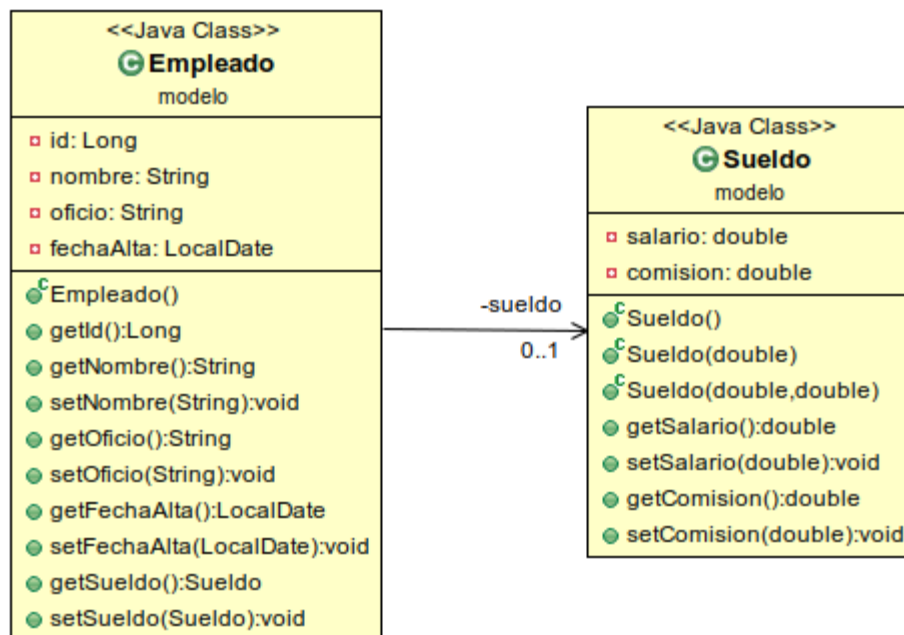 <<Java Class>>
C Empleado
modelo
id: Long
nombre: String
oficio: String
fechaAlta: LocalDate
C Empleado()
getId():Long
getNombre():String
setNombre(String):void
getOficio():String
setOficio(String):void
getFechaAlta():LocalDate
setFechaAlta(LocalDate):void
getSueldo():Sueldo
setSueldo(Sueldo):void
-sueldo
0..1
<<Java Class>>
C Sueldo
modelo
salario: double
comision: double
C Sueldo()
C Sueldo(double)
C Sueldo(double,double)
getSalario():double
setSalario(double):void
getComision():double
setComision(double):void